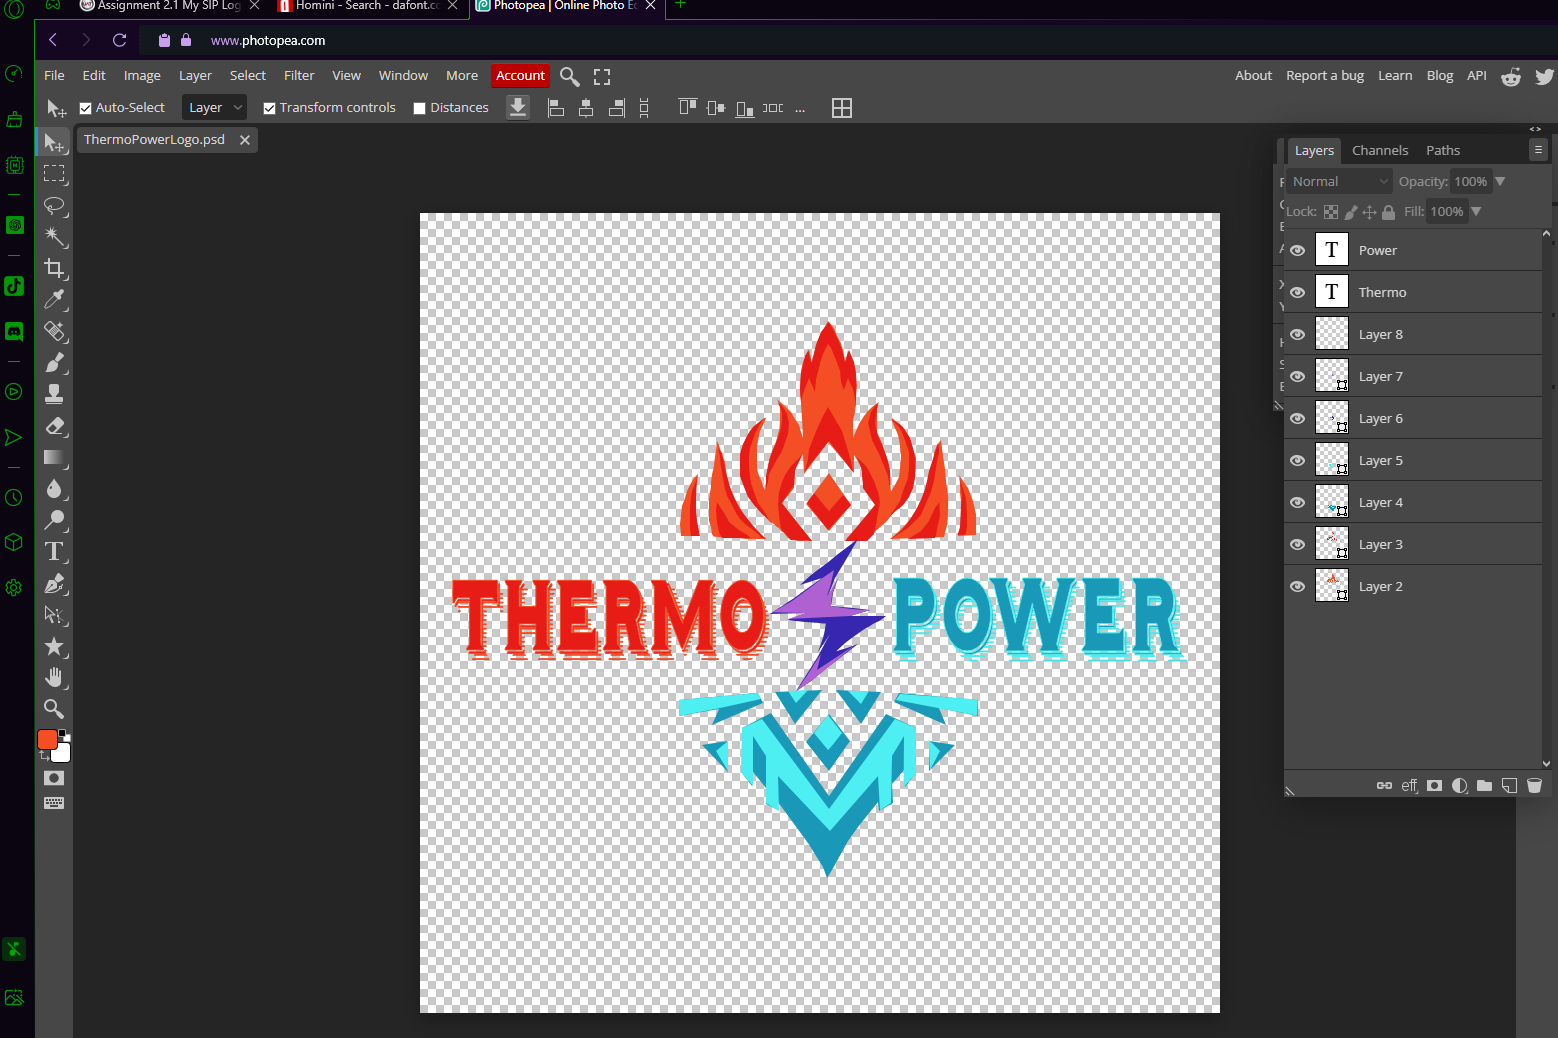 Assignment 2.1 My SIP Log
Homini - Search - dafont.co
Photopea | Online Photo Ed
www.photopea.com
File Edit Image Layer Select Filter View Window More Account
About Report a bug Learn Blog API
Auto-Select Layer Transform controls Distances ...
ThermoPowerLogo.psd
Layers Channels Paths
Normal Opacity: 100%
Lock: Fill: 100%
T Power
T Thermo
Layer 8
Layer 7
Layer 6
Layer 5
Layer 4
Layer 3
Layer 2
THERMO POWER
eff